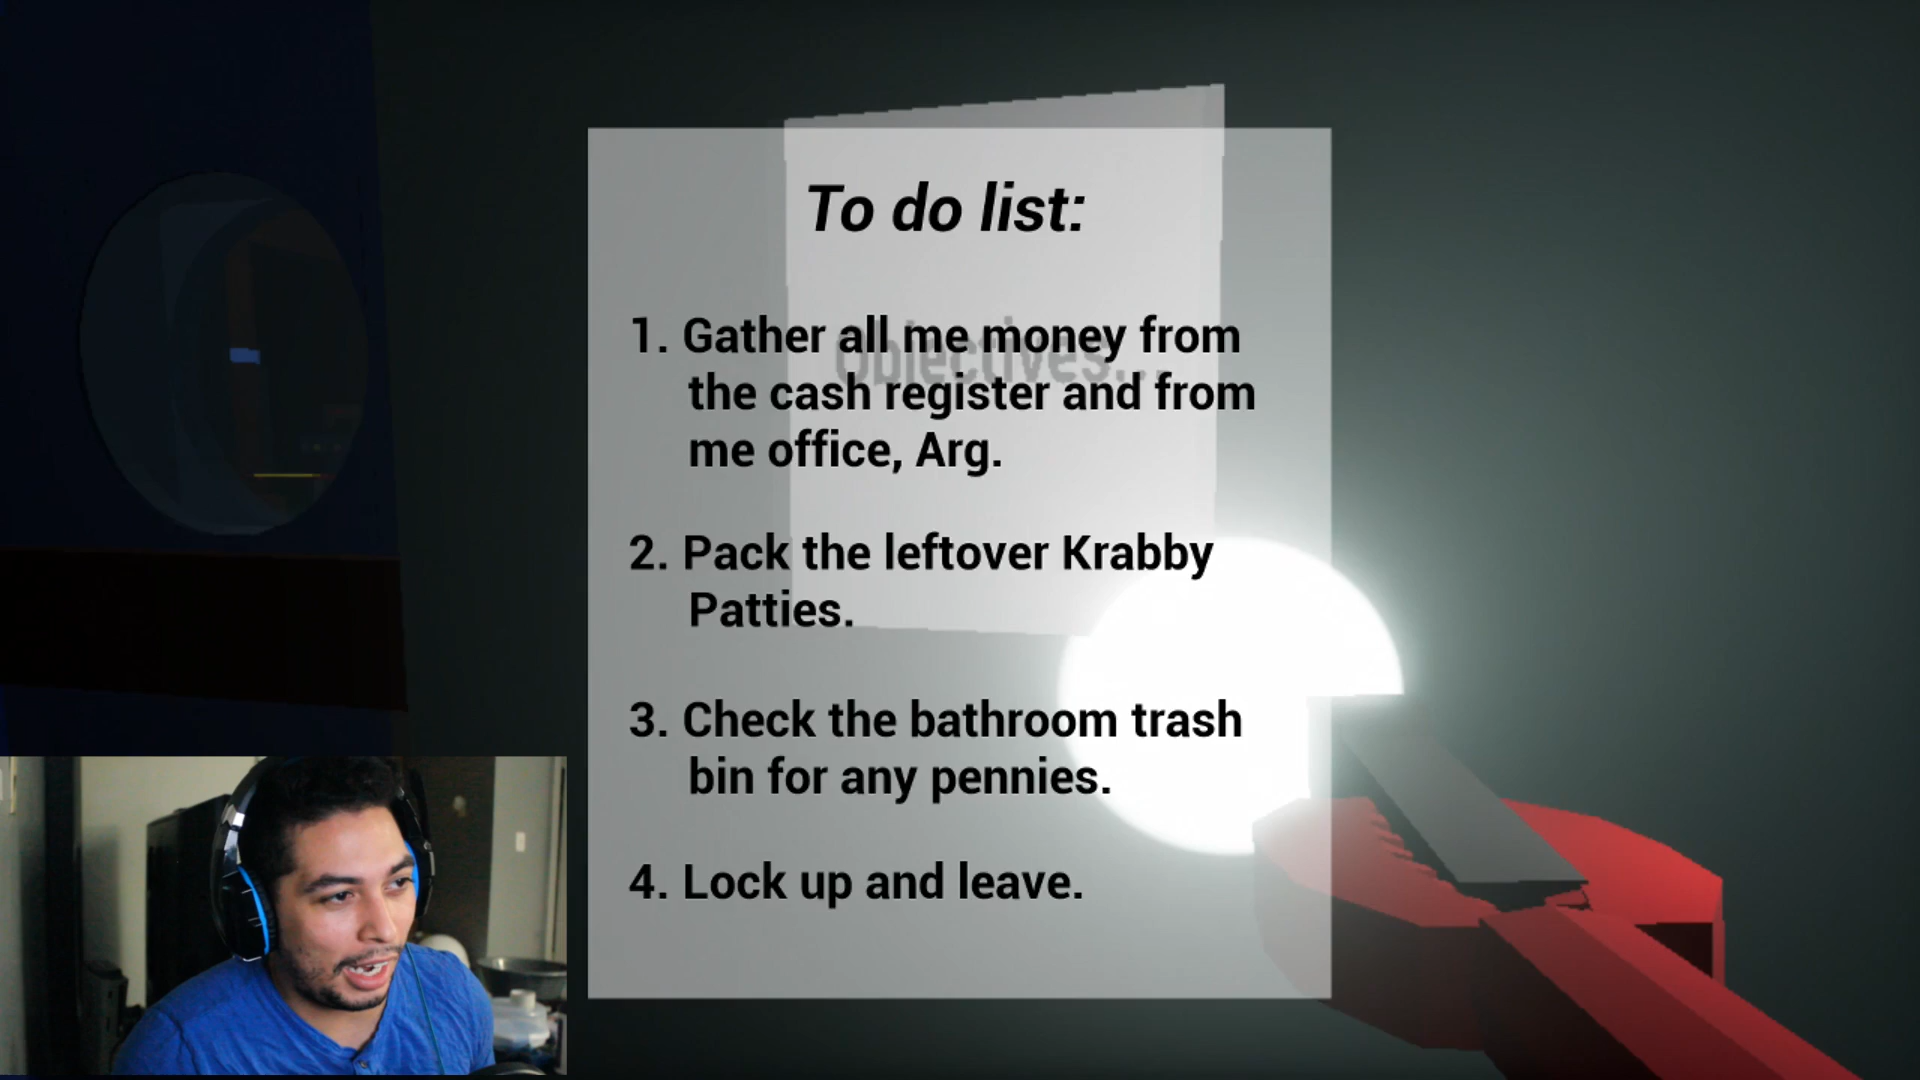 To do list:
Objectives...
1. Gather all me money from
the cash register and from
me office, Arg.
2. Pack the leftover Krabby
Patties.
3. Check the bathroom trash
bin for any pennies.
4. Lock up and leave.